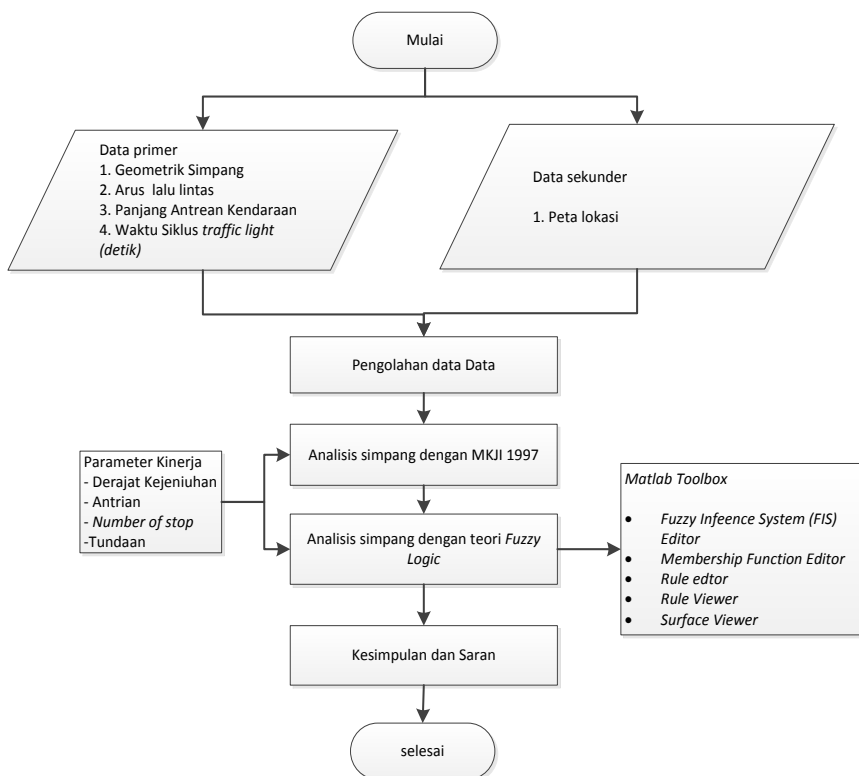 Mulai
Data primer
1. Geometrik Simpang
2. Arus lalu lintas
3. Panjang Antrean Kendaraan
4. Waktu Siklus traffic light
(detik)
Data sekunder
1. Peta lokasi
Pengolahan data Data
Analisis simpang dengan MKJI 1997
Parameter Kinerja
- Derajat Kejeniuhan
- Antrian
- Number of stop
-Tundaan
Analisis simpang dengan teori Fuzzy
Logic
Matlab Toolbox
• Fuzzy Infeence System (FIS)
Editor
• Membership Function Editor
• Rule edtor
• Rule Viewer
• Surface Viewer
Kesimpulan dan Saran
selesai